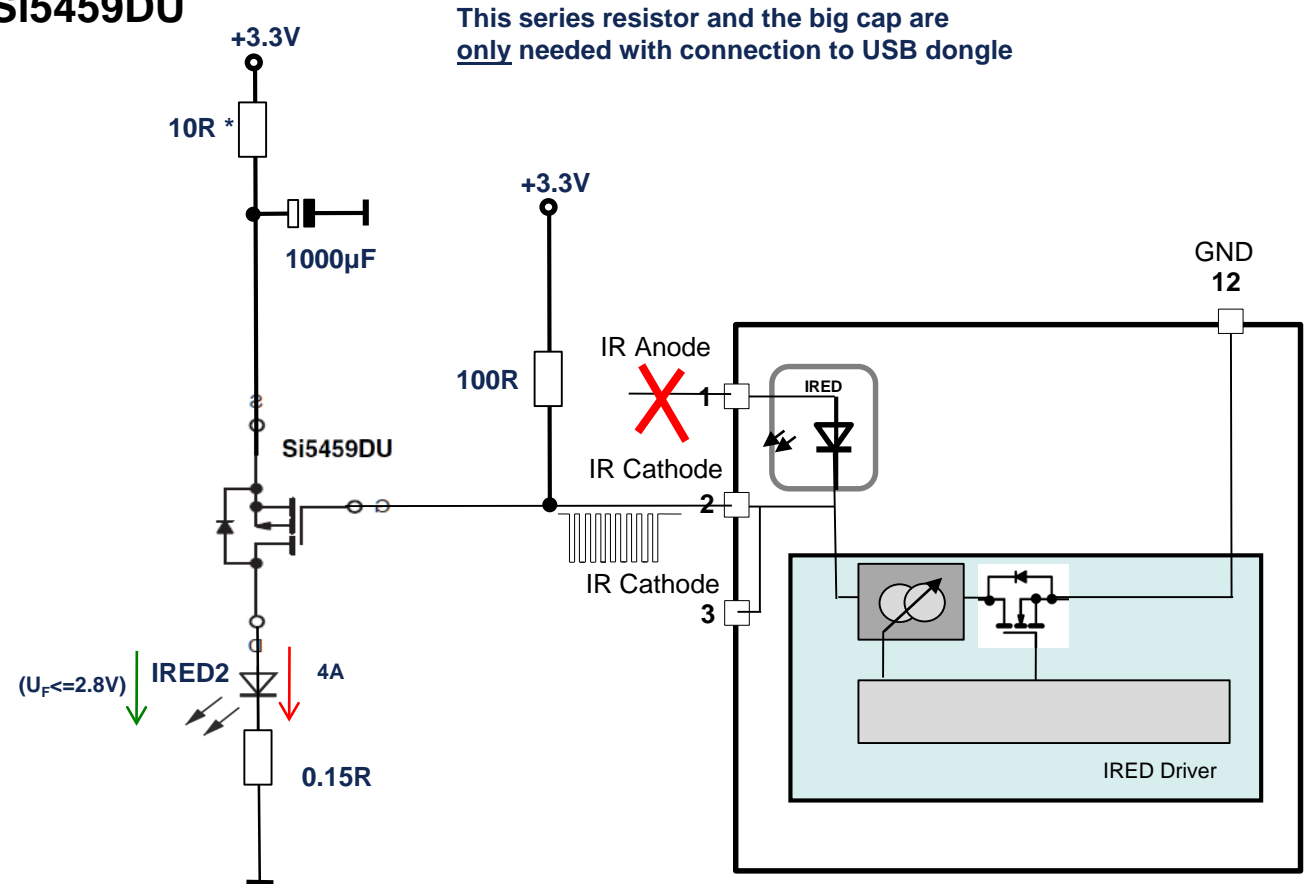 Si5459DU
This series resistor and the big cap are
only needed with connection to USB dongle
+3.3V
10R *
1000µF
+3.3V
100R
S
Si5459DU
G
D
IR Anode
1
IR Cathode
2
IR Cathode
3
IRED
GND
12
IRED2
4A
(UF<=2.8V)
0.15R
IRED Driver